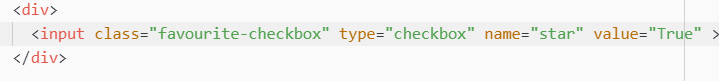 <div>
<input class="favourite-checkbox" type="checkbox" name="star" value="True" >
</div>